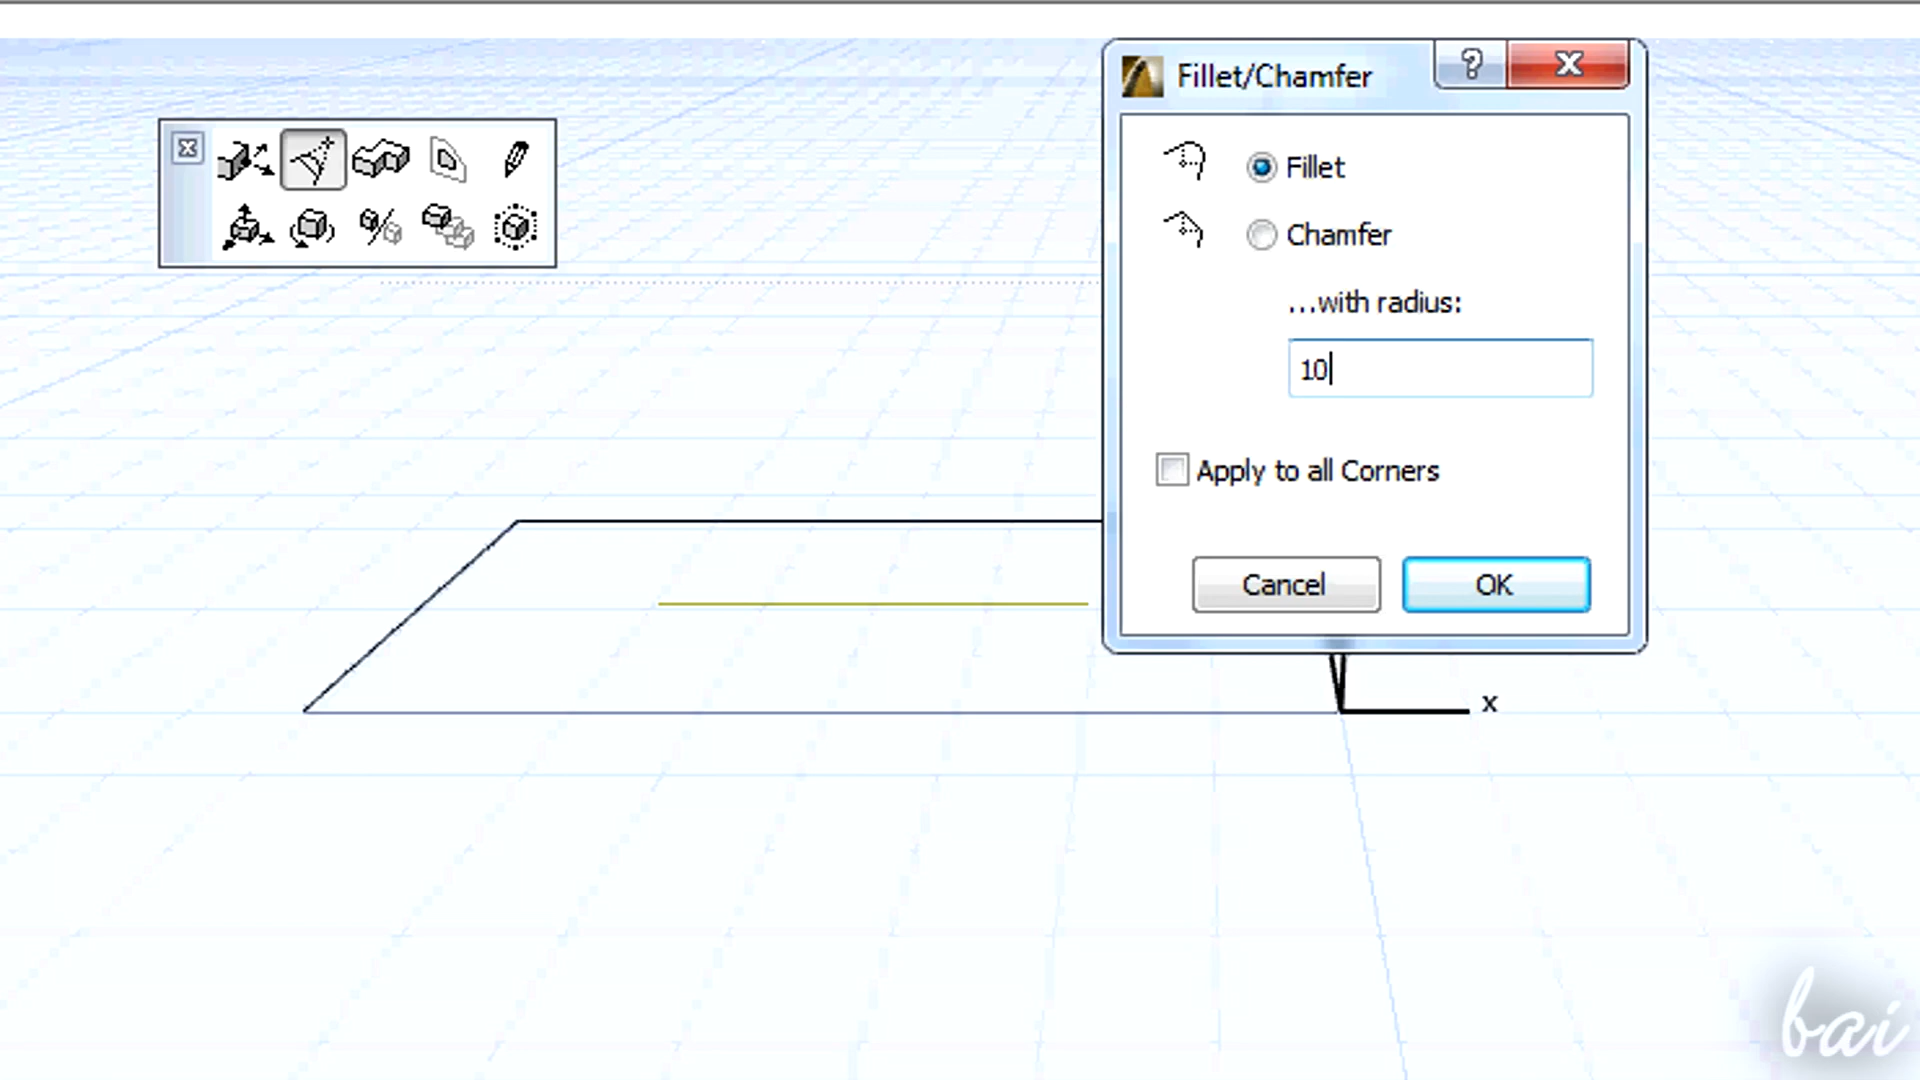 Fillet/Chamfer
?
Fillet
Chamfer
...with radius:
10
Apply to all Corners
Cancel
OK
x
bai